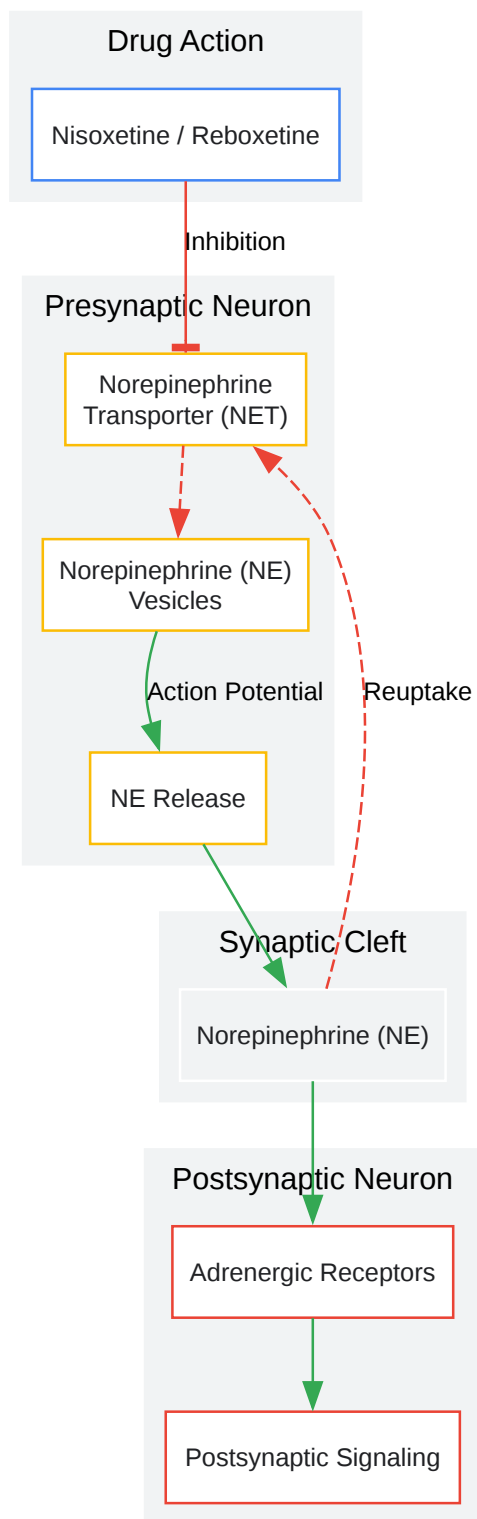 Drug Action
Nisoxetine / Reboxetine
Inhibition
Presynaptic Neuron
Norepinephrine
Transporter (NET)
Norepinephrine (NE)
Vesicles
Action Potential
Reuptake
NE Release
Synaptic Cleft
Norepinephrine (NE)
Postsynaptic Neuron
Adrenergic Receptors
Postsynaptic Signaling